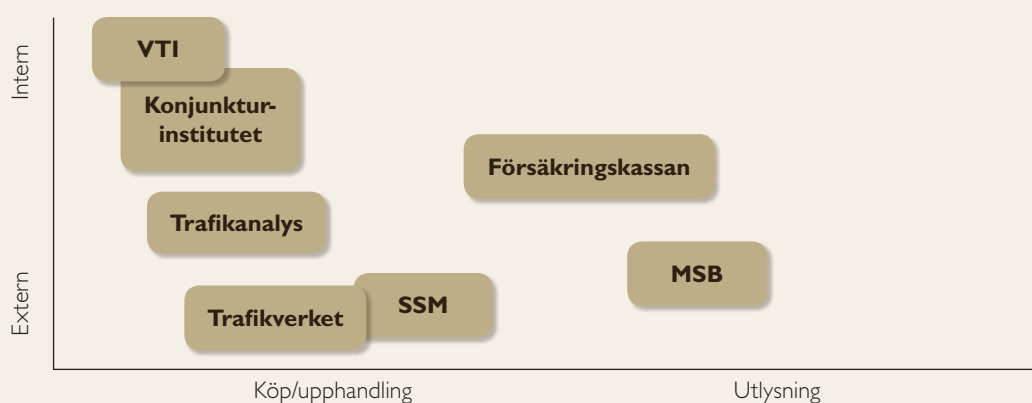 Intern
VTI
Konjunktur-
institutet
Försäkringskassan
Trafikanalys
MSB
Extern
SSM
Trafikverket
Köp/upphandling
Utlysning